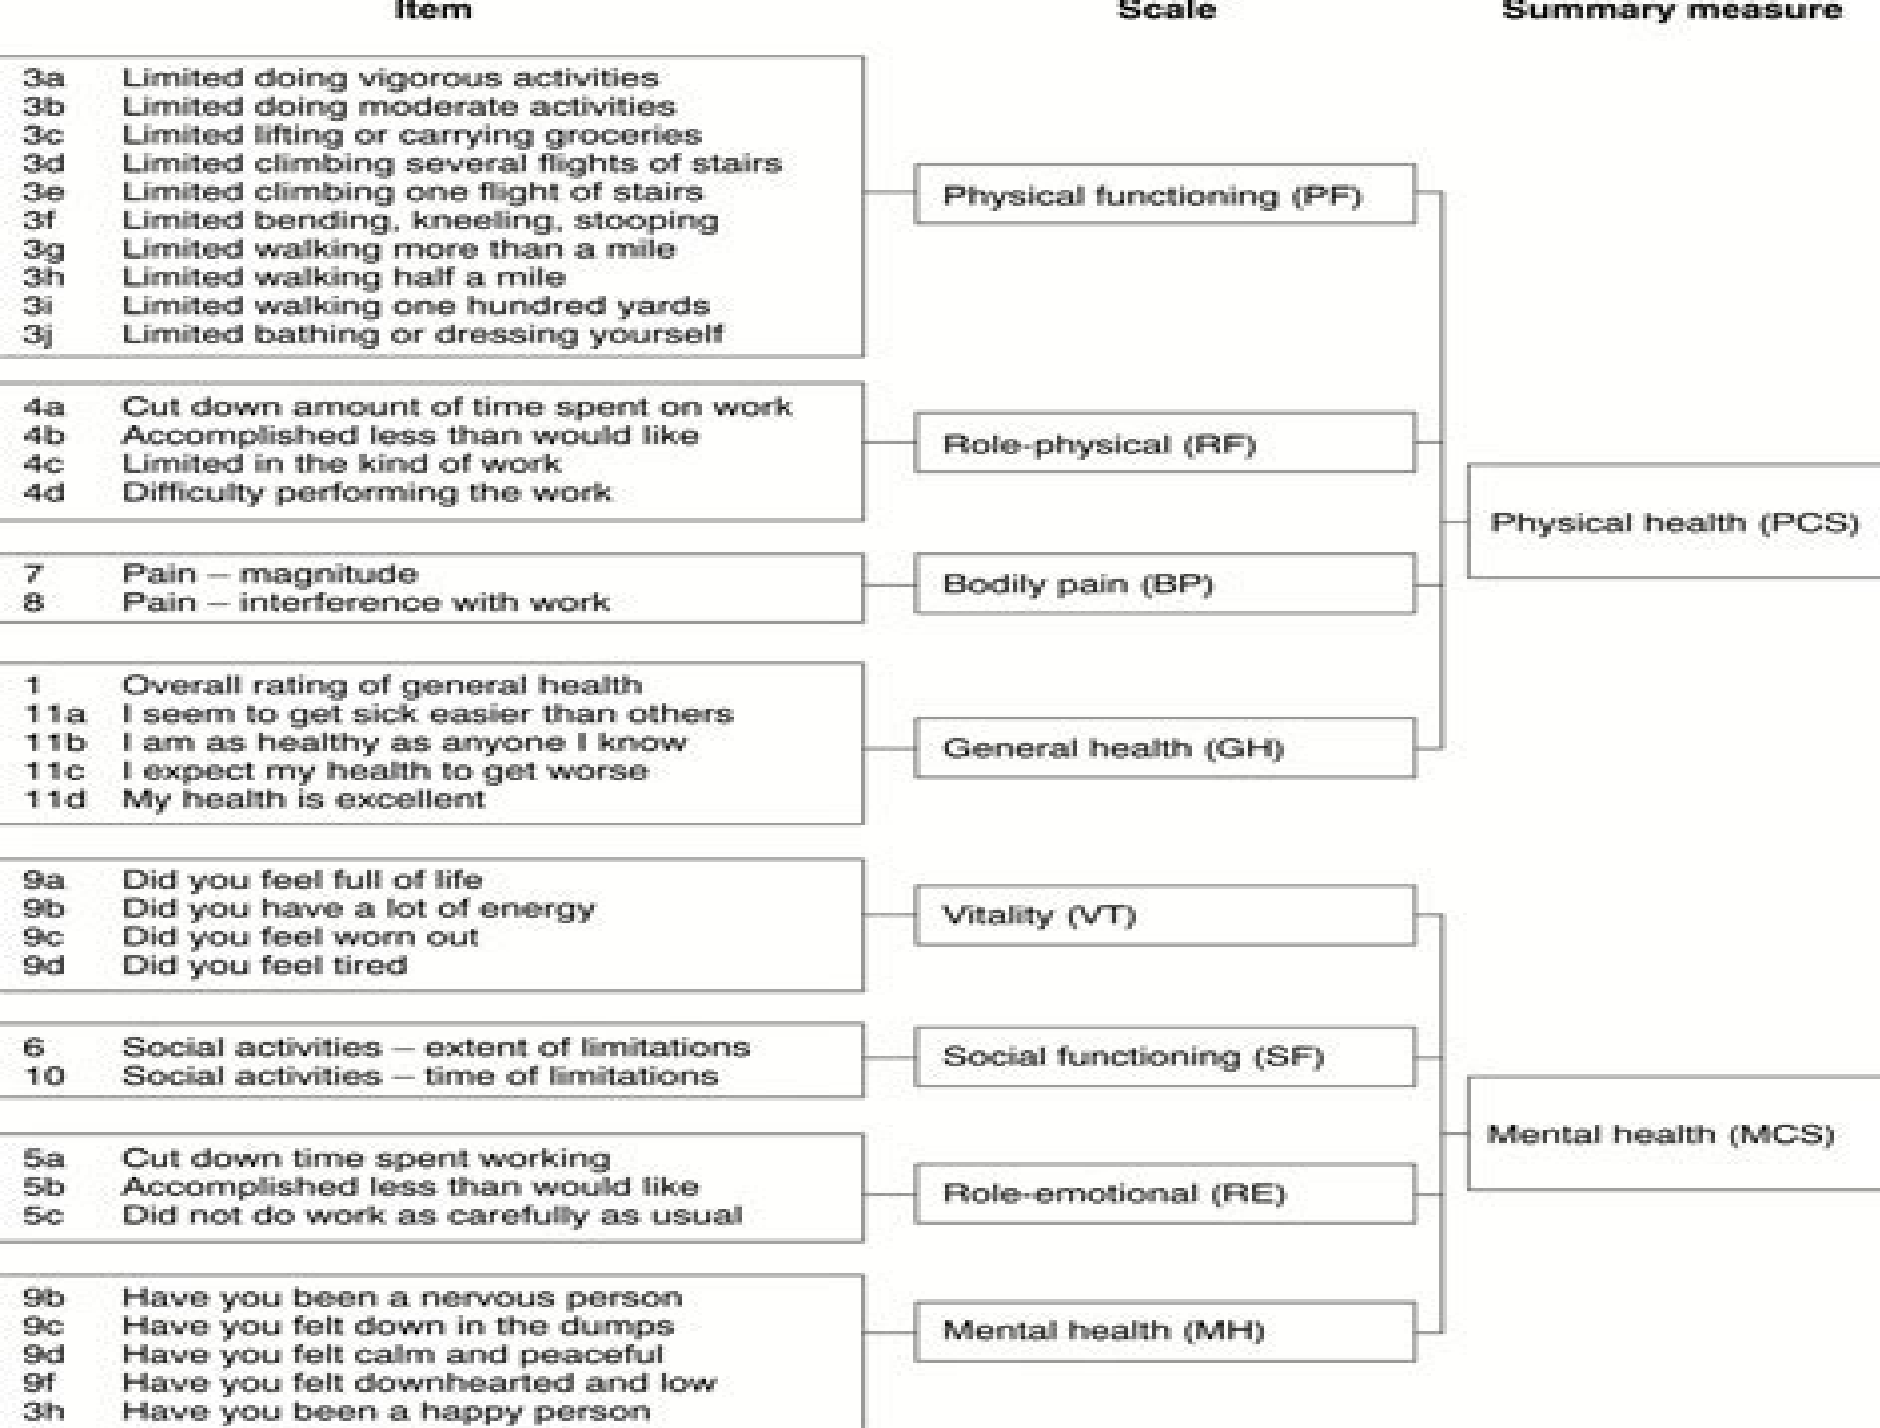 Item Scale Summary measure
3a Limited doing vigorous activities
3b Limited doing moderate activities
3c Limited lifting or carrying groceries
3d Limited climbing several flights of stairs
3e Limited climbing one flight of stairs
3f Limited bending, kneeling, stooping
3g Limited walking more than a mile
3h Limited walking half a mile
3i Limited walking one hundred yards
3j Limited bathing or dressing yourself
Physical functioning (PF)
4a Cut down amount of time spent on work
4b Accomplished less than would like
4c Limited in the kind of work
4d Difficulty performing the work
Role-physical (RF)
7 Pain – magnitude
8 Pain – interference with work
Bodily pain (BP)
1 Overall rating of general health
11a I seem to get sick easier than others
11b I am as healthy as anyone I know
11c I expect my health to get worse
11d My health is excellent
General health (GH)
Physical health (PCS)
9a Did you feel full of life
9b Did you have a lot of energy
9c Did you feel worn out
9d Did you feel tired
Vitality (VT)
6 Social activities – extent of limitations
10 Social activities – time of limitations
Social functioning (SF)
5a Cut down time spent working
5b Accomplished less than would like
5c Did not do work as carefully as usual
Role-emotional (RE)
9b Have you been a nervous person
9c Have you felt down in the dumps
9d Have you felt calm and peaceful
9f Have you felt downhearted and low
3h Have you been a happy person
Mental health (MH)
Mental health (MCS)